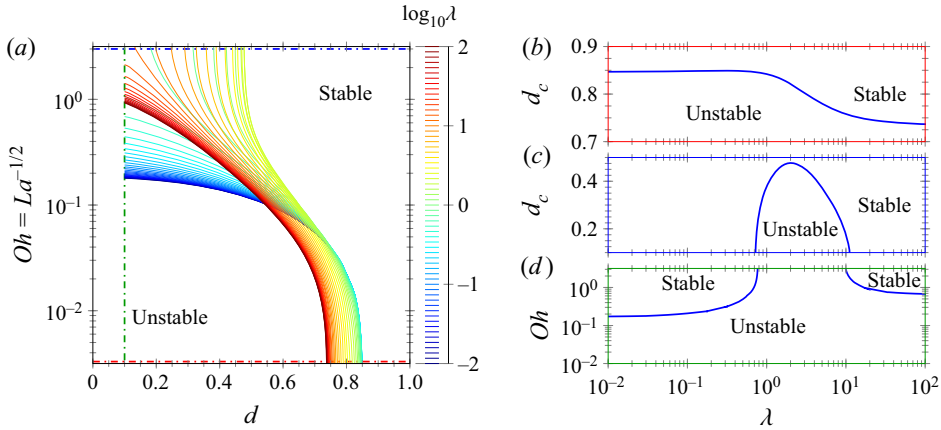 (a)
log₁₀λ
Oh = La⁻¹/²
10⁰
10⁻¹
10⁻²
Stable
Unstable
0 0.2 0.4 0.6 0.8 1.0
d
2
1
0
−1
−2
(b)
d_c
0.9
0.8
0.7
Unstable
Stable
(c)
d_c
0.4
0.2
Unstable
Stable
(d)
Oh
10⁰
10⁻¹
10⁻²
Stable
Unstable
Stable
10⁻² 10⁻¹ 10⁰ 10¹ 10²
λ